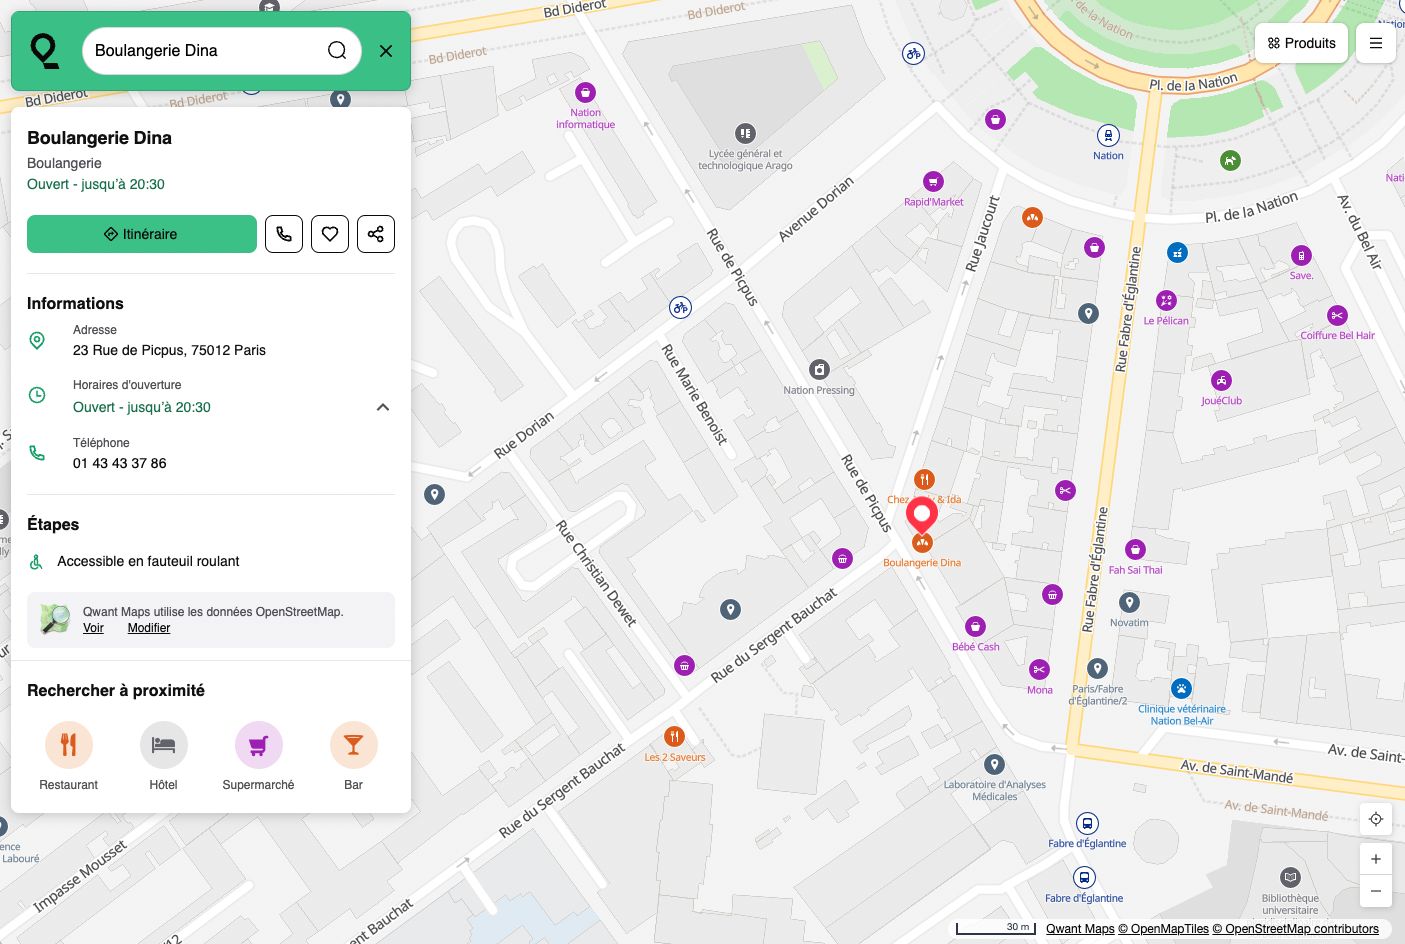 Boulangerie Dina
Produits
Boulangerie Dina
Boulangerie
Ouvert - jusqu'à 20:30
Itinéraire
Informations
Adresse
23 Rue de Picpus, 75012 Paris
Horaires d'ouverture
Ouvert - jusqu'à 20:30
Téléphone
01 43 43 37 86
Étapes
Accessible en fauteuil roulant
Qwant Maps utilise les données OpenStreetMap.
Voir Modifier
Rechercher à proximité
Restaurant
Hôtel
Supermarché
Bar
Bd Diderot
Bd Diderot
Bd Diderot
Bd Diderot
Bd Diderot
de-la-Nation
Pl. de la Nation
Nation
informatique
Lycée général et
technologique Arago
Nation
Rapid'Market
Avenue Dorian
Pl. de la Nation
Av. du Bel Air
Rue Jaucourt
Rue de Picpus
Rue Fabre d'Églantine
Save.
Le Pélican
Coiffure Bel Hair
Rue Marie Benoist
Nation Pressing
JouéClub
Rue Dorian
Rue de Picpus
Chez
& Ida
Boulangerie Dina
Rue Christian Dewet
Rue Fabre d'Églantine
Fah Sai Thai
Novatim
Rue du Sergent Bauchat
Bébé Cash
Mona
Paris/Fabre
d'Églantine/2
Clinique vétérinaire
Nation Bel-Air
Les 2 Saveurs
Rue du Sergent Bauchat
Laboratoire d'Analyses
Médicales
Av. de Saint-Mandé
Av. de Saint-
Av. de Saint-Mandé
Fabre d'Églantine
Fabre d'Églantine
Impasse Mousset
Labouré
Rue du Sergent Bauchat
Bibliothèque
universitaire
30 m
Qwant Maps © OpenMapTiles © OpenStreetMap contributors